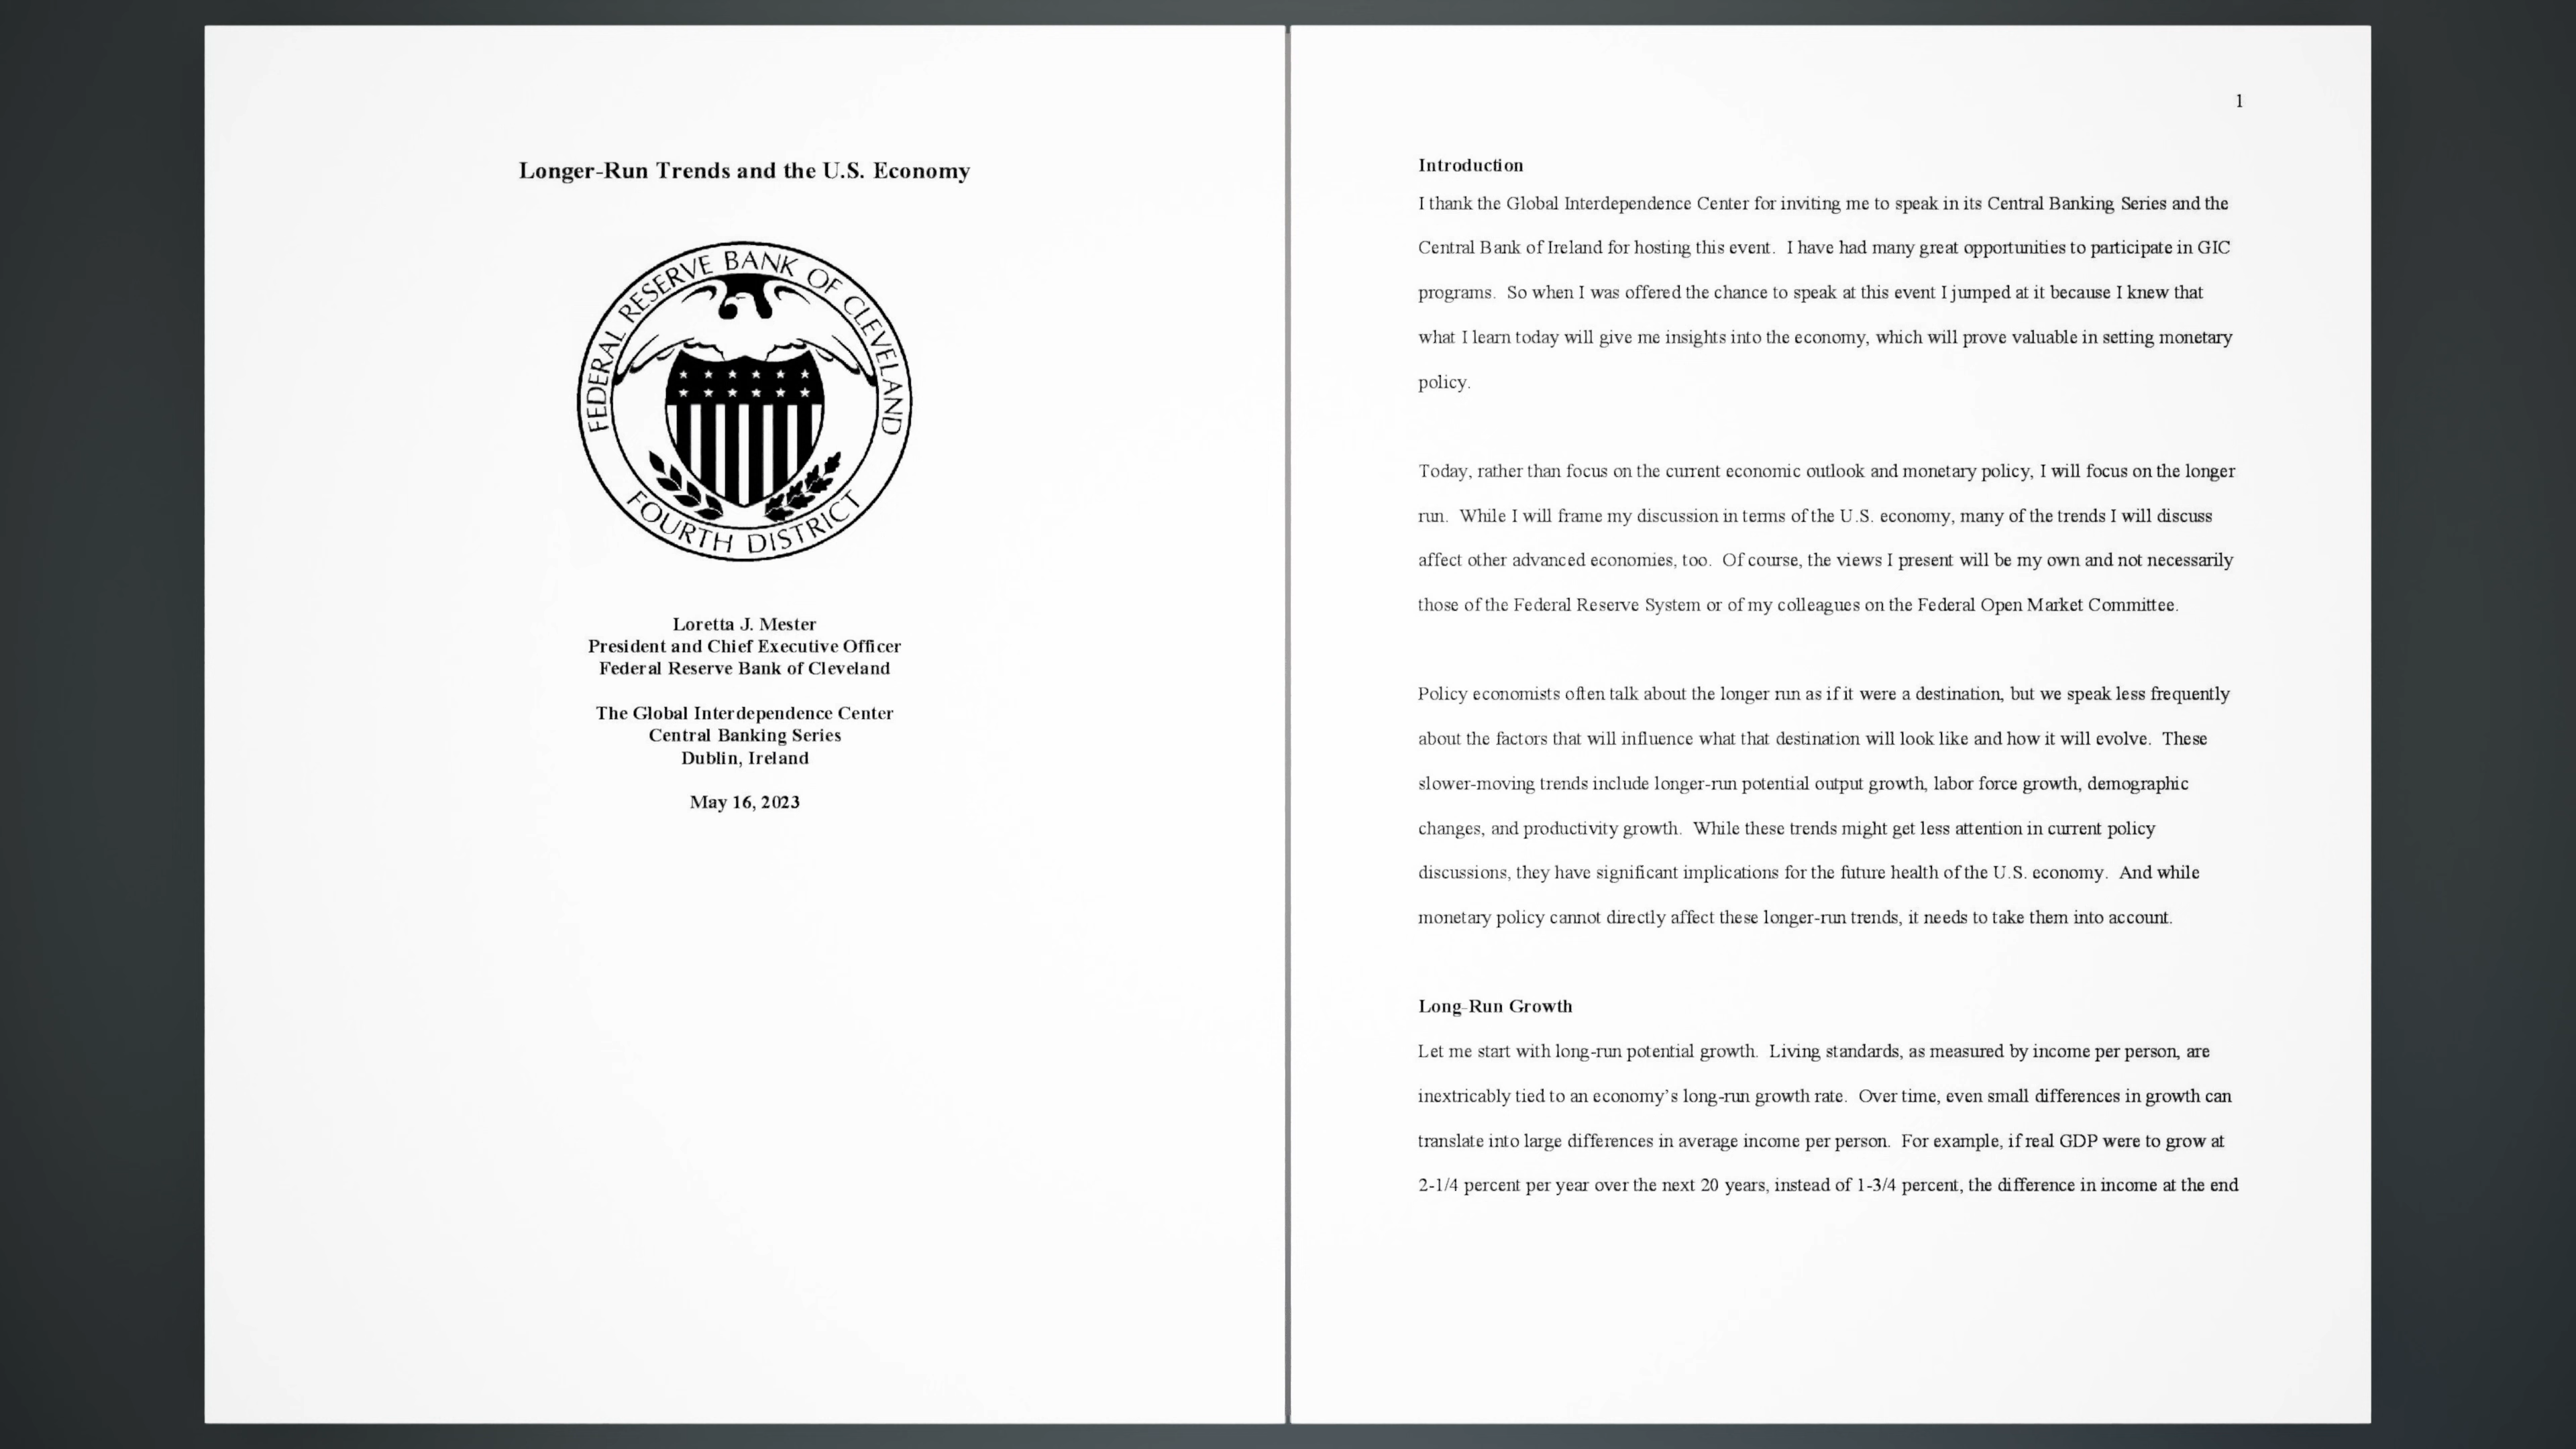 Longer-Run Trends and the U.S. Economy
FEDERAL RESERVE BANK OF CLEVELAND
FOURTH DISTRICT
Loretta J. Mester
President and Chief Executive Officer
Federal Reserve Bank of Cleveland
The Global Interdependence Center
Central Banking Series
Dublin, Ireland
May 16, 2023
1
Introduction
I thank the Global Interdependence Center for inviting me to speak in its Central Banking Series and the
Central Bank of Ireland for hosting this event.  I have had many great opportunities to participate in GIC
programs.  So when I was offered the chance to speak at this event I jumped at it because I knew that
what I learn today will give me insights into the economy, which will prove valuable in setting monetary
policy.
Today, rather than focus on the current economic outlook and monetary policy, I will focus on the longer
run.  While I will frame my discussion in terms of the U.S. economy, many of the trends I will discuss
affect other advanced economies, too.  Of course, the views I present will be my own and not necessarily
those of the Federal Reserve System or of my colleagues on the Federal Open Market Committee.
Policy economists often talk about the longer run as if it were a destination, but we speak less frequently
about the factors that will influence what that destination will look like and how it will evolve.  These
slower-moving trends include longer-run potential output growth, labor force growth, demographic
changes, and productivity growth.  While these trends might get less attention in current policy
discussions, they have significant implications for the future health of the U.S. economy.  And while
monetary policy cannot directly affect these longer-run trends, it needs to take them into account.
Long-Run Growth
Let me start with long-run potential growth.  Living standards, as measured by income per person, are
inextricably tied to an economy’s long-run growth rate.  Over time, even small differences in growth can
translate into large differences in average income per person.  For example, if real GDP were to grow at
2-1/4 percent per year over the next 20 years, instead of 1-3/4 percent, the difference in income at the end